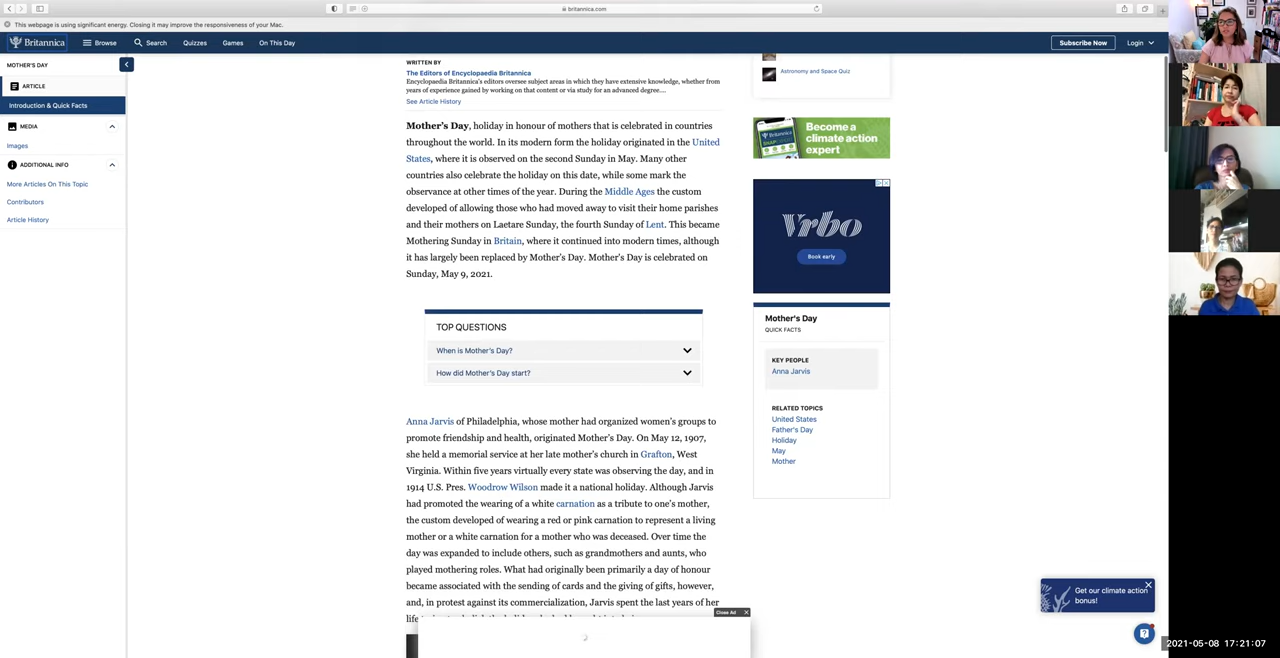 britannica.com
This webpage is using significant energy. Closing it may improve the responsiveness of your Mac.
Britannica
Browse
Search
Quizzes
Games
On This Day
Subscribe Now
Login
MOTHER'S DAY
ARTICLE
Introduction & Quick Facts
MEDIA
Images
ADDITIONAL INFO
More Articles On This Topic
Contributors
Article History
WRITTEN BY
The Editors of Encyclopaedia Britannica
Encyclopaedia Britannica's editors oversee subject areas in which they have extensive knowledge, whether from
years of experience gained by working on that content or via study for an advanced degree....
See Article History
Mother's Day, holiday in honour of mothers that is celebrated in countries
throughout the world. In its modern form the holiday originated in the United
States, where it is observed on the second Sunday in May. Many other
countries also celebrate the holiday on this date, while some mark the
observance at other times of the year. During the Middle Ages the custom
developed of allowing those who had moved away to visit their home parishes
and their mothers on Laetare Sunday, the fourth Sunday of Lent. This became
Mothering Sunday in Britain, where it continued into modern times, although
it has largely been replaced by Mother's Day. Mother's Day is celebrated on
Sunday, May 9, 2021.
TOP QUESTIONS
When is Mother's Day?
How did Mother's Day start?
Anna Jarvis of Philadelphia, whose mother had organized women's groups to
promote friendship and health, originated Mother's Day. On May 12, 1907,
she held a memorial service at her late mother's church in Grafton, West
Virginia. Within five years virtually every state was observing the day, and in
1914 U.S. Pres. Woodrow Wilson made it a national holiday. Although Jarvis
had promoted the wearing of a white carnation as a tribute to one's mother,
the custom developed of wearing a red or pink carnation to represent a living
mother or a white carnation for a mother who was deceased. Over time the
day was expanded to include others, such as grandmothers and aunts, who
played mothering roles. What had originally been primarily a day of honour
became associated with the sending of cards and the giving of gifts, however,
and, in protest against its commercialization, Jarvis spent the last years of her
Close Ad
Astronomy and Space Quiz
Become a
climate action
expert
Vrbo
Book early
Mother's Day
QUICK FACTS
KEY PEOPLE
Anna Jarvis
RELATED TOPICS
United States
Father's Day
Holiday
May
Mother
Get our climate action
bonus!
2021-05-08 17:21:07